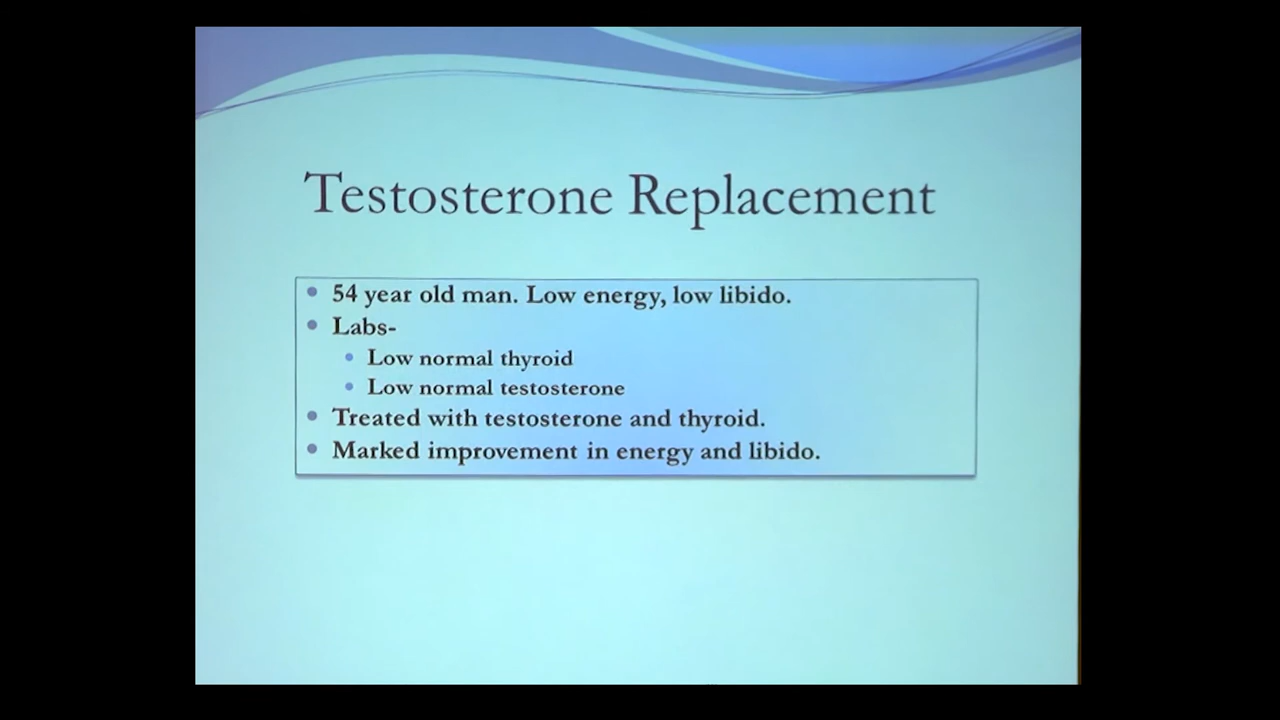 Testosterone Replacement
• 54 year old man. Low energy, low libido.
• Labs-
• Low normal thyroid
• Low normal testosterone
• Treated with testosterone and thyroid.
• Marked improvement in energy and libido.